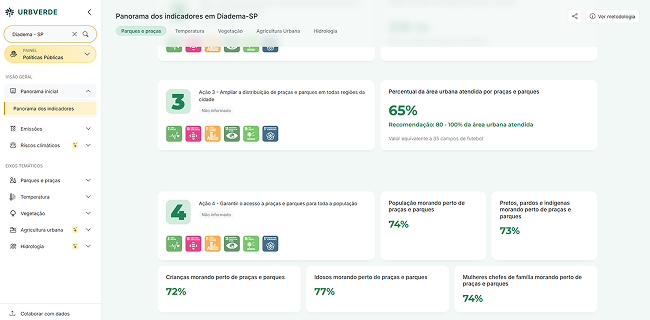 URBVERDE
Diadema - SP
PAINEL
Políticas Públicas
VISÃO GERAL
Panorama inicial
Panorama dos indicadores
Emissões
Riscos climáticos
EIXOS TEMÁTICOS
Parques e praças
Temperatura
Vegetação
Agricultura urbana
Hidrologia
Colaborar com dados
Panorama dos indicadores em Diadema-SP
Ver metodologia
Parques e praças Temperatura Vegetação Agricultura Urbana Hidrologia
3
Ação 3 - Ampliar a distribuição de praças e parques em todas regiões da
cidade
Não informado
Percentual da área urbana atendida por praças e parques
65%
Recomendação: 80 - 100% da área urbana atendida
Valor equivalente a 35 campos de futebol
4
Ação 4 - Garantir o acesso a praças e parques para toda a população
Não informado
População morando perto de
praças e parques
74%
Pretos, pardos e indígenas
morando perto de praças e
parques
73%
Crianças morando perto de praças e parques
72%
Idosos morando perto de praças e parques
77%
Mulheres chefes de família morando perto de
praças e parques
74%